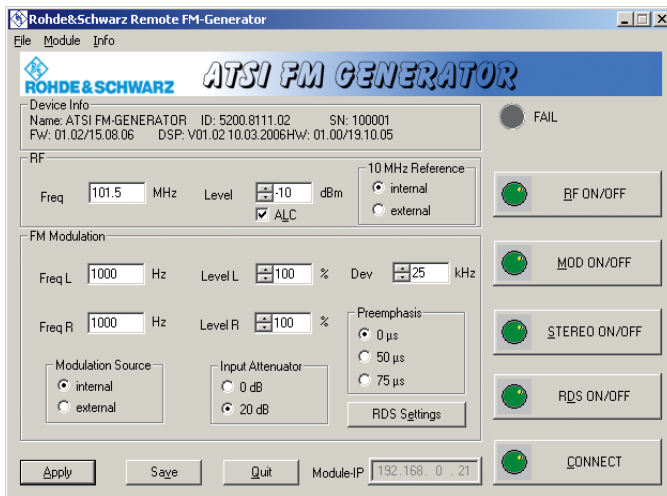 Rohde&Schwarz Remote FM-Generator
File Module Info
ROHDE & SCHWARZ
ATSI FM GENERATOR
Device Info
Name: ATSI FM-GENERATOR ID: 5200.8111.02 SN: 100001
FW: 01.02/15.08.06 DSP: V01.02 10.03.2006HW: 01.00/19.10.05
FAIL
RF
Freq 101.5 MHz Level -10 dBm
ALC
10 MHz Reference
internal
external
RF ON/OFF
FM Modulation
Freq L 1000 Hz Level L 100 % Dev 25 kHz
MOD ON/OFF
Freq R 1000 Hz Level R 100 %
Preemphasis
0 µs
50 µs
75 µs
STEREO ON/OFF
Modulation Source
internal
external
Input Attenuator
0 dB
20 dB
RDS Settings
RDS ON/OFF
Apply Save Quit Module-IP 192.168. 0 .21
CONNECT